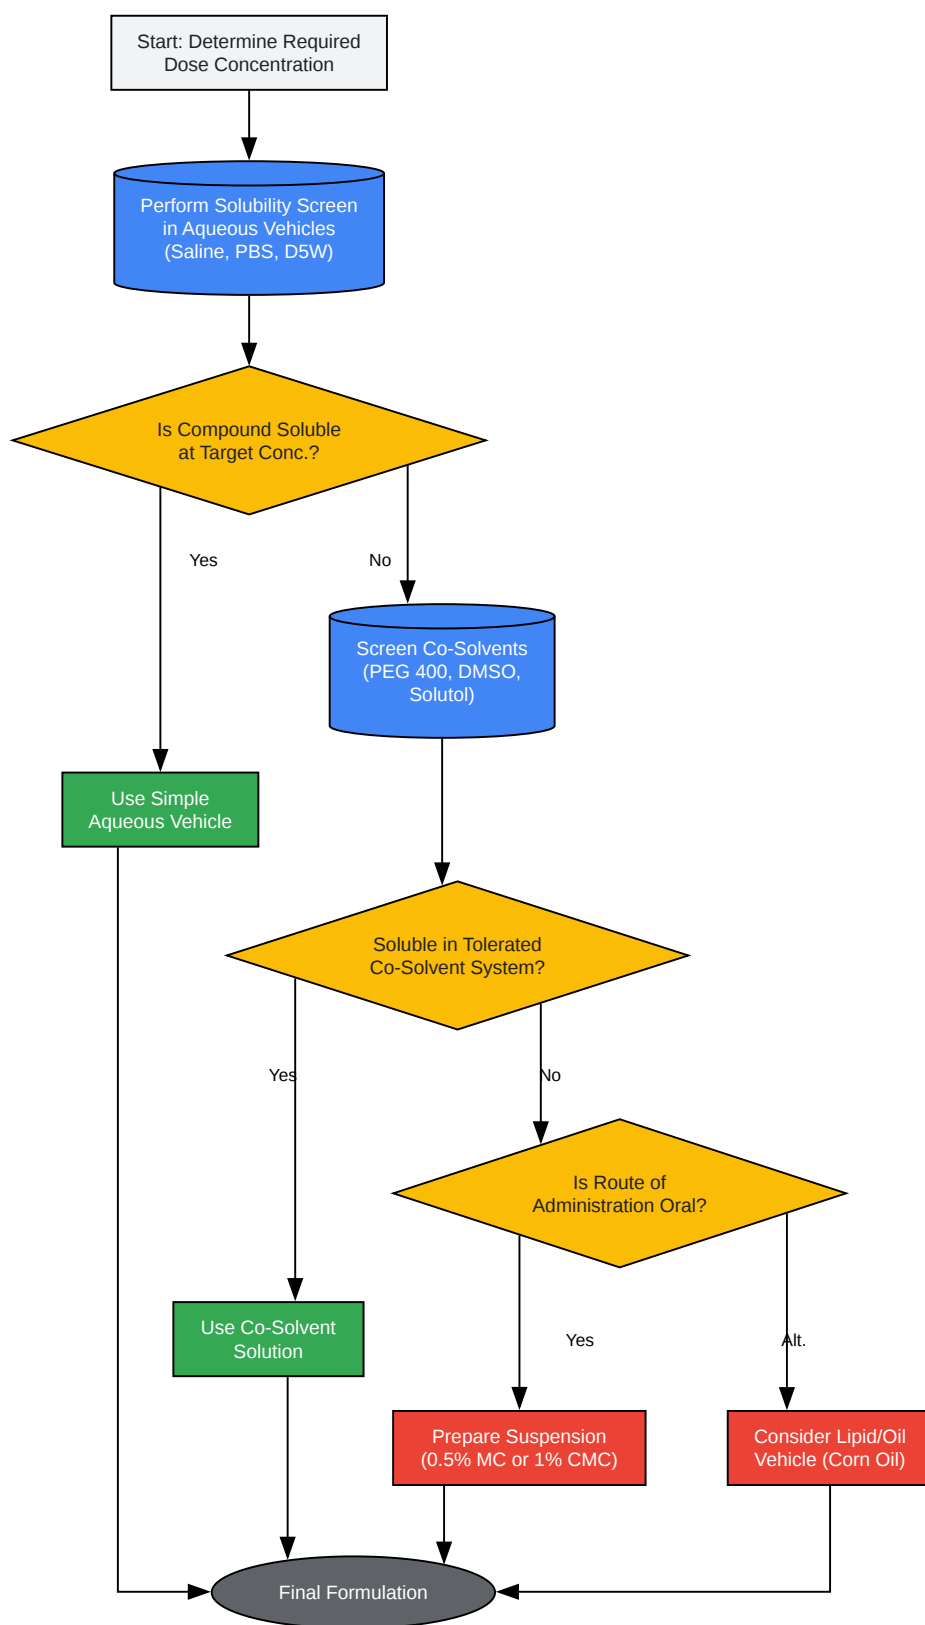 Start: Determine Required
Dose Concentration
Perform Solubility Screen
in Aqueous Vehicles
(Saline, PBS, D5W)
Is Compound Soluble
at Target Conc.?
Yes
No
Screen Co-Solvents
(PEG 400, DMSO,
Solutol)
Use Simple
Aqueous Vehicle
Soluble in Tolerated
Co-Solvent System?
Yes
No
Is Route of
Administration Oral?
Use Co-Solvent
Solution
Yes
Alt.
Prepare Suspension
(0.5% MC or 1% CMC)
Consider Lipid/Oil
Vehicle (Corn Oil)
Final Formulation